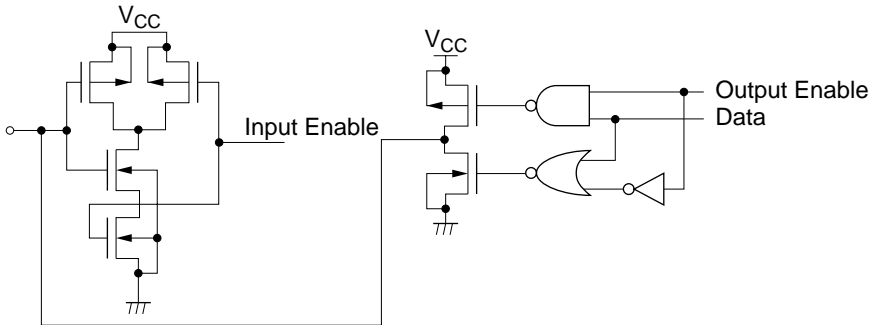 VCC
VCC
Output Enable
Data
Input Enable